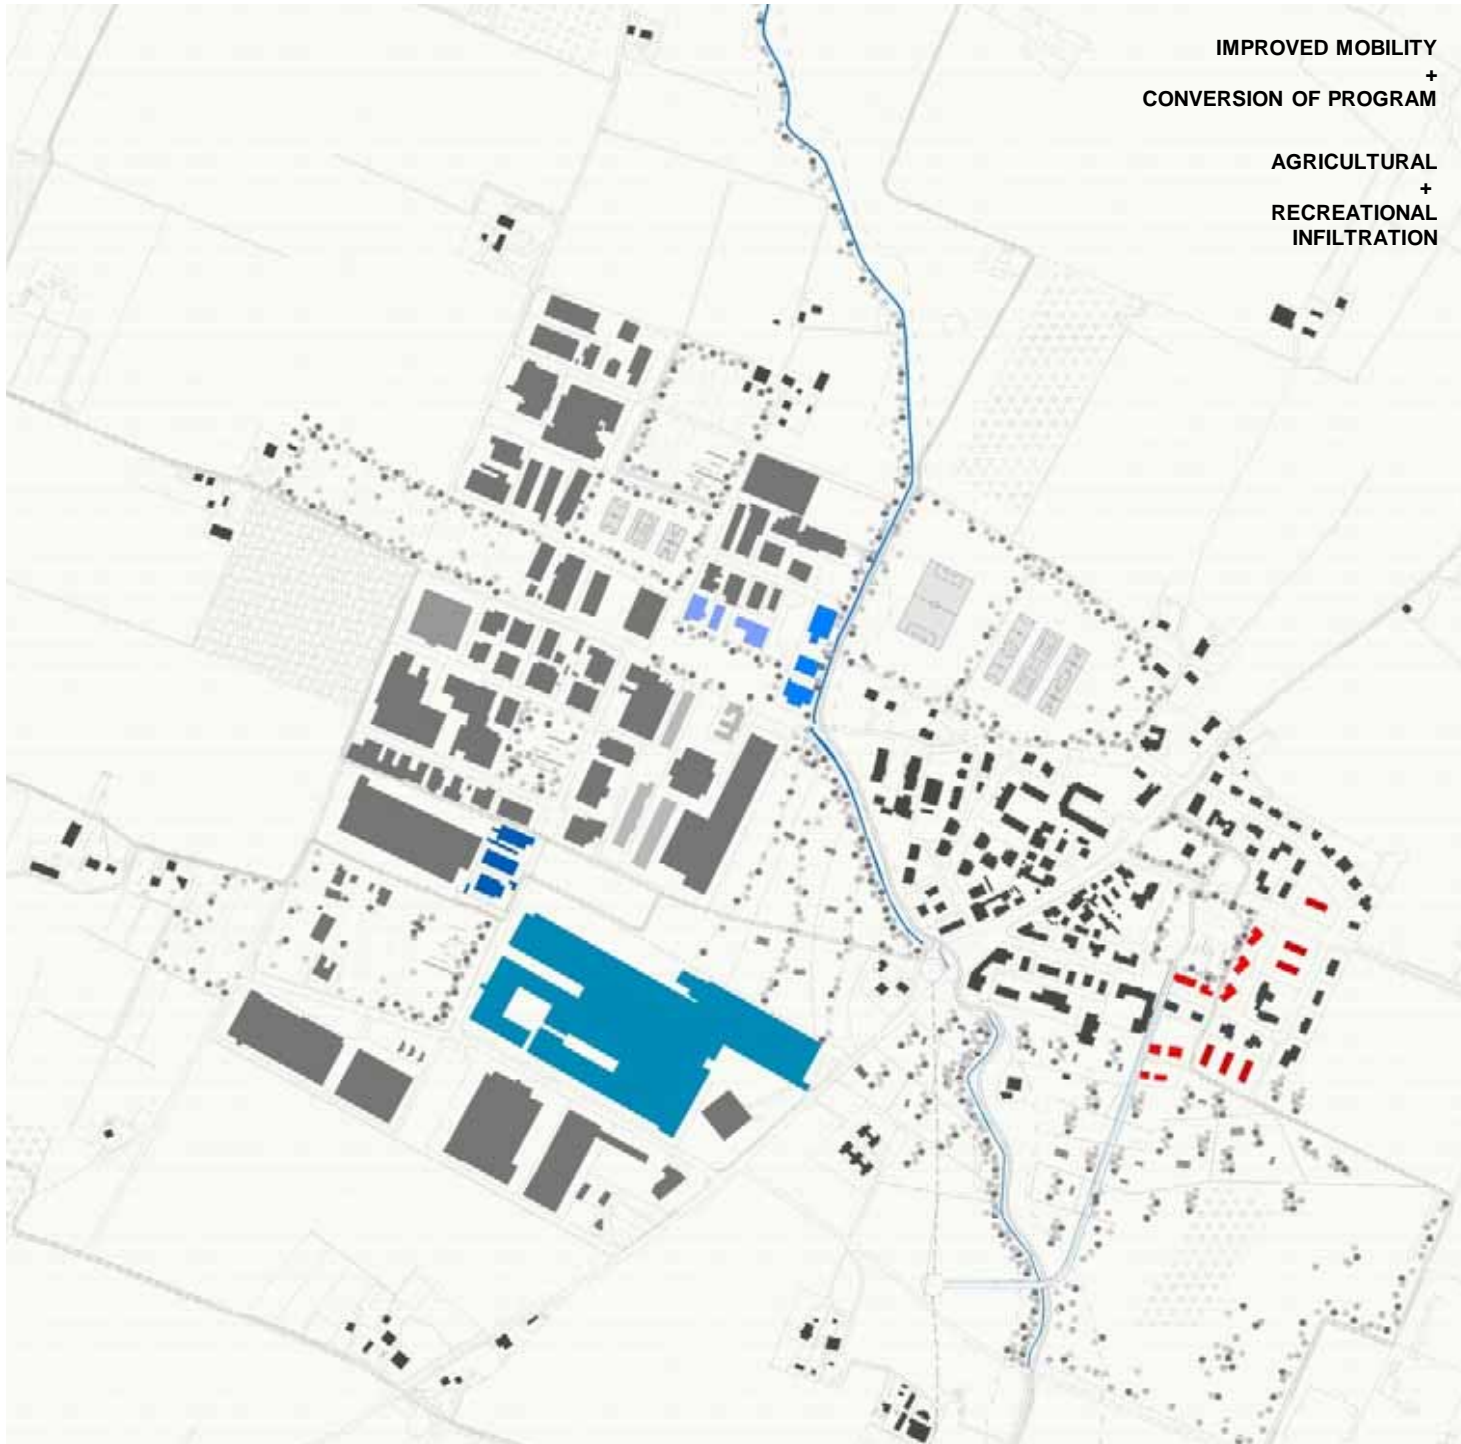 IMPROVED MOBILITY
+
CONVERSION OF PROGRAM
AGRICULTURAL
+
RECREATIONAL
INFILTRATION